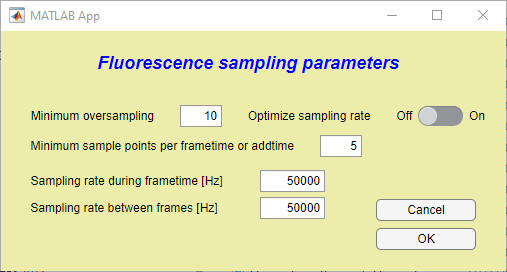 MATLAB App
Fluorescence sampling parameters
Minimum oversampling 10 Optimize sampling rate Off On
Minimum sample points per frametime or addtime 5
Sampling rate during frametime [Hz] 50000
Sampling rate between frames [Hz] 50000
Cancel
OK